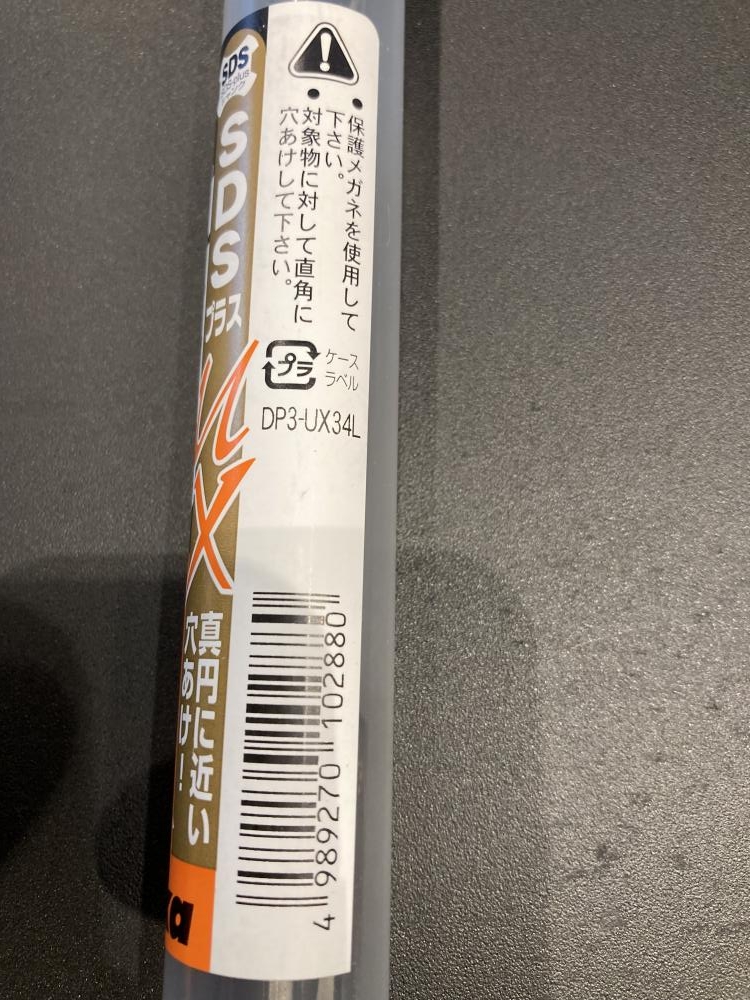 ・保護メガネを使用して
下さい。
・対象物に対して直角に
穴あけして下さい。
プラ
ケース
ラベル
DP3-UX34L
4 989270 102880
SDS
plus
SDS
プラス
UX
真円に近い
穴あけ!